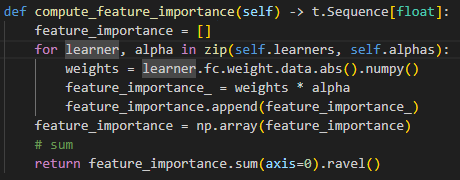 def compute_feature_importance(self) -> t.Sequence[float]:
    feature_importance = []
    for learner, alpha in zip(self.learners, self.alphas):
        weights = learner.fc.weight.data.abs().numpy()
        feature_importance_ = weights * alpha
        feature_importance.append(feature_importance_)
    feature_importance = np.array(feature_importance)
    # sum
    return feature_importance.sum(axis=0).ravel()